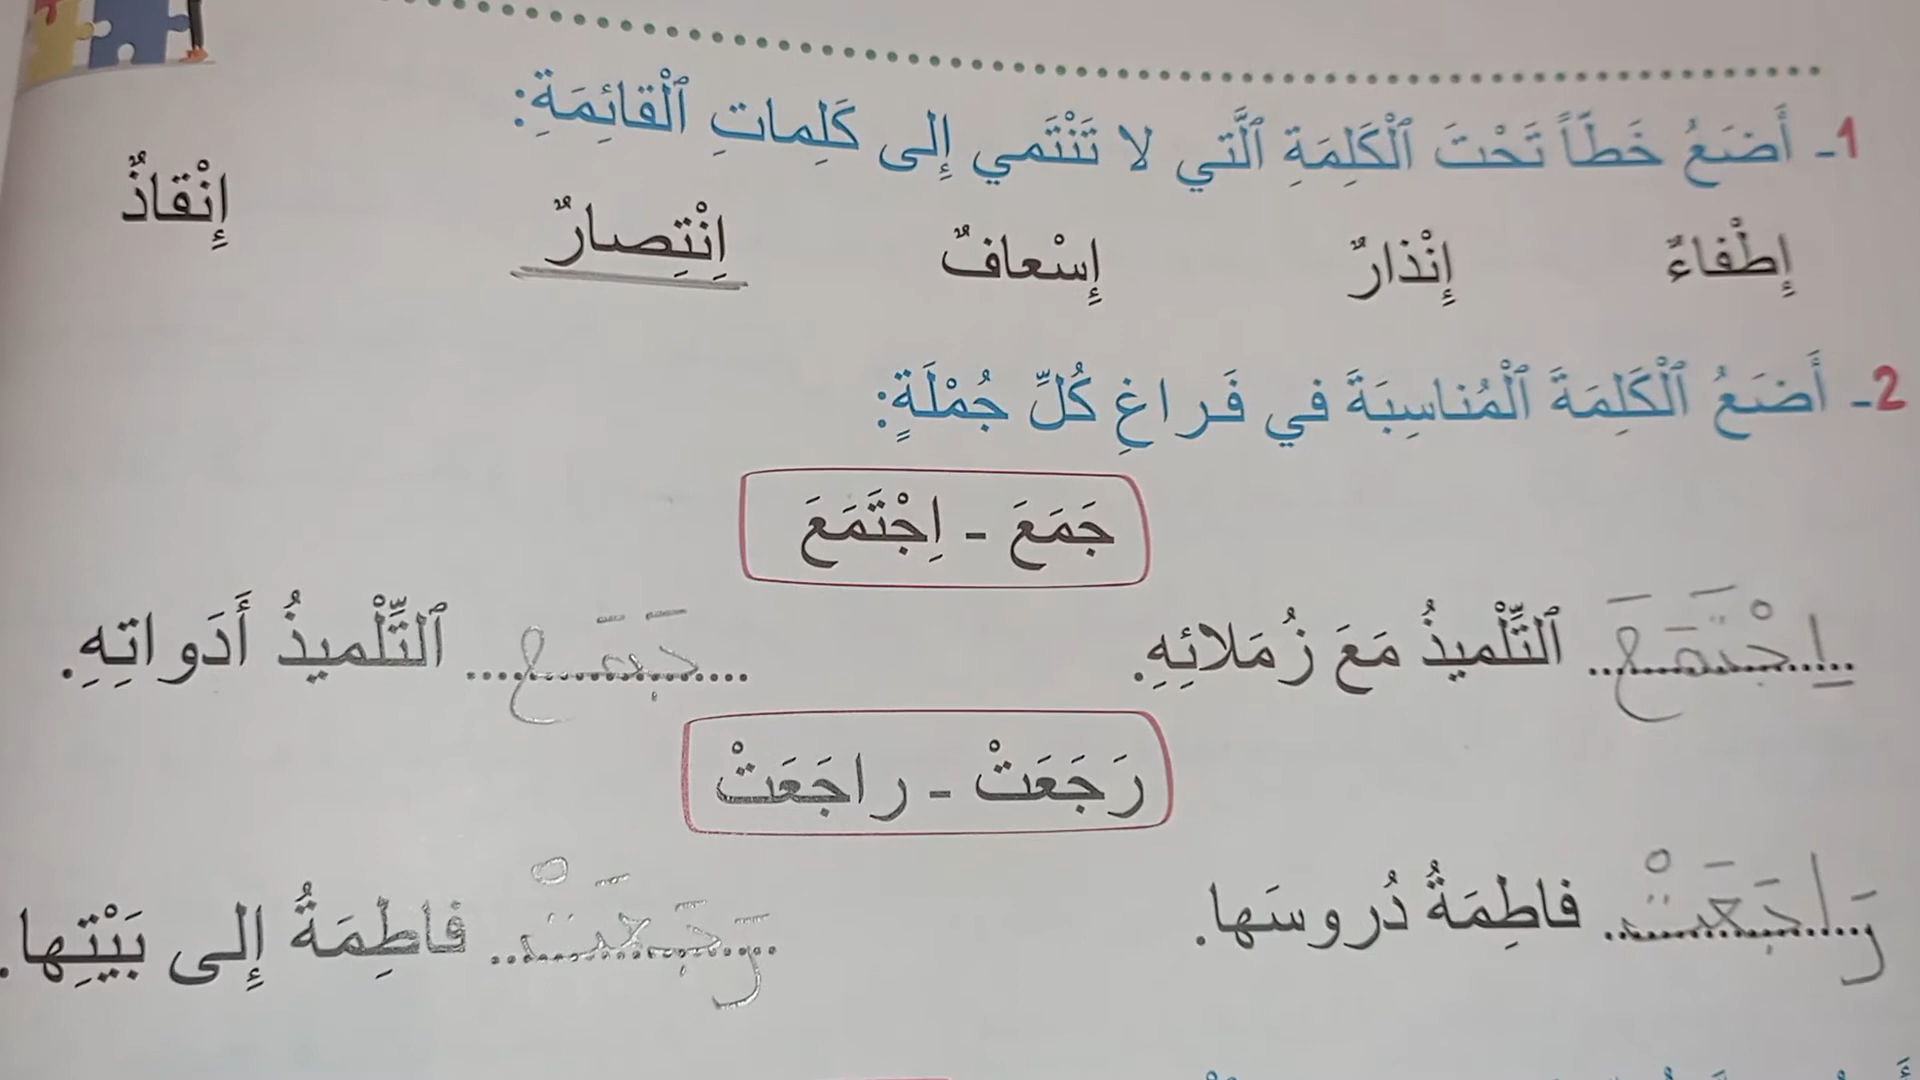 1- أَضَعُ خَطّاً تَحْتَ ٱلْكَلِمَةِ ٱلَّتي لا تَنْتَمي إِلى كَلِماتِ ٱلْقائِمَةِ:
إِطْفاءٌ إِنْذارٌ إِسْعافٌ اِنْتِصارٌ إِنْقاذٌ
2- أَضَعُ ٱلْكَلِمَةَ ٱلْمُناسِبَةَ في فَراغِ كُلِّ جُمْلَةٍ:
جَمَعَ - اِجْتَمَعَ
اِجْتَمَعَ ٱلتِّلْميذُ مَعَ زُمَلائِهِ. جَمَعَ ٱلتِّلْميذُ أَدَواتِهِ.
رَجَعَتْ - راجَعَتْ
رَاجَعَتْ فاطِمَةُ دُروسَها. رَجَعَتْ فاطِمَةُ إِلى بَيْتِها.